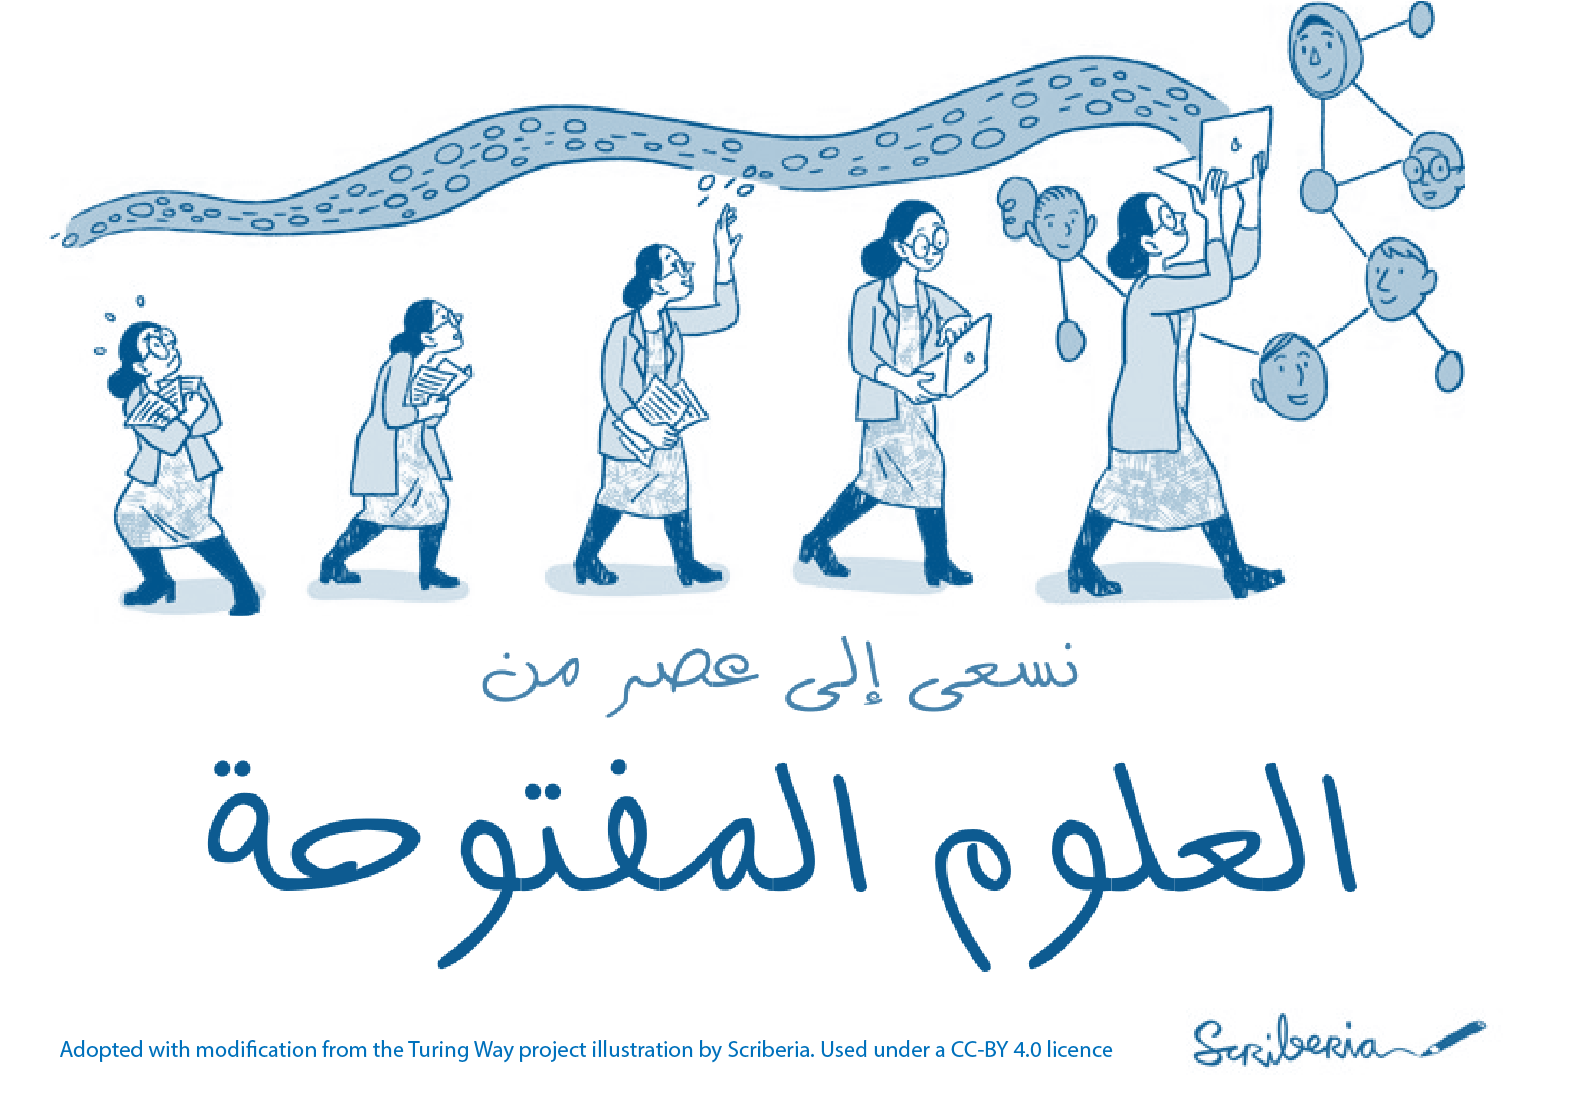 نسعى إلى عصر من
العلوم المفتوحة
Adopted with modification from the Turing Way project illustration by Scriberia. Used under a CC-BY 4.0 licence
Scriberia